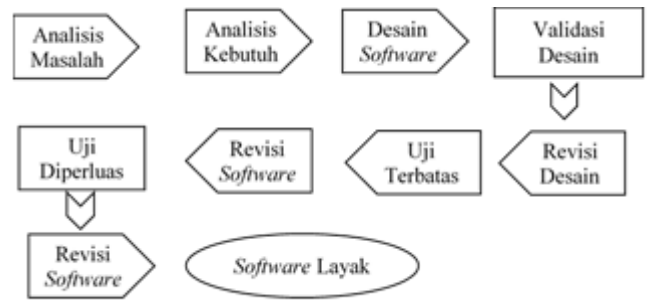 Analisis
Masalah
Analisis
Kebutuh
Desain
Software
Validasi
Desain
Uji
Diperluas
Revisi
Software
Uji
Terbatas
Revisi
Desain
Revisi
Software
Software Layak